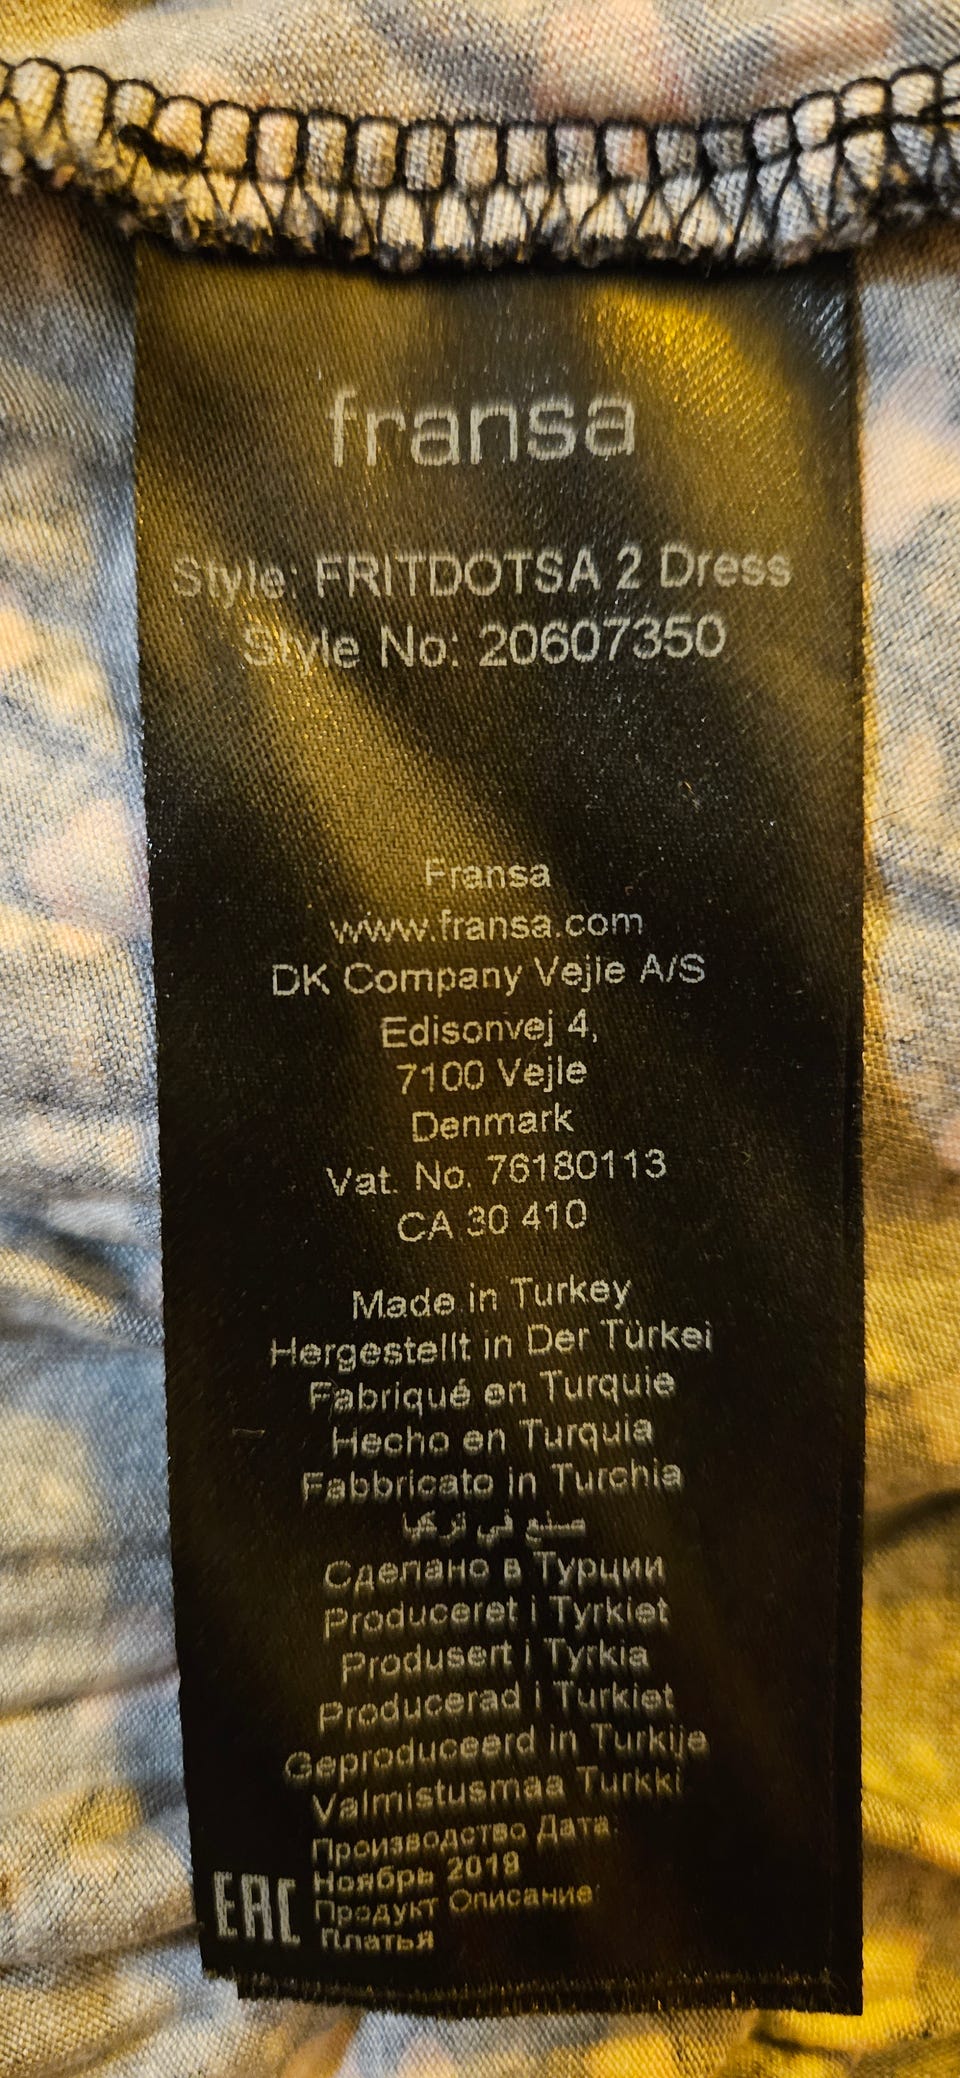 fransa
Style: FRITDOTSA 2 Dress
Style No: 20607350
Fransa
www.fransa.com
DK Company Vejle A/S
Edisonvej 4,
7100 Vejle
Denmark
Vat. No. 76180113
CA 30 410
Made in Turkey
Hergestellt in Der Türkei
Fabriqué en Turquie
Hecho en Turquia
Fabbricato in Turchia
صنع في تركيا
Сделано в Турции
Produceret i Tyrkiet
Produsert i Tyrkia
Producerad i Turkiet
Geproduceerd in Turkije
Valmistusmaa Turkki
Производство Дата:
Ноябрь 2019
EAC
Продукт Описание:
Платья